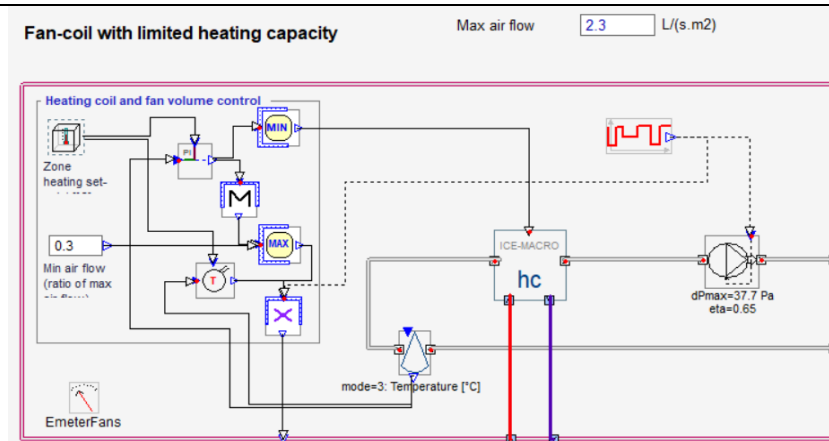 Fan-coil with limited heating capacity
Max air flow 2.3 L/(s.m2)
Heating coil and fan volume control
MIN
PI
Zone
heating set-
M
0.3
MAX
Min air flow
(ratio of max
T
ICE-MACRO
hc
dPmax=37.7 Pa
eta=0.65
X
mode=3: Temperature [°C]
EmeterFans